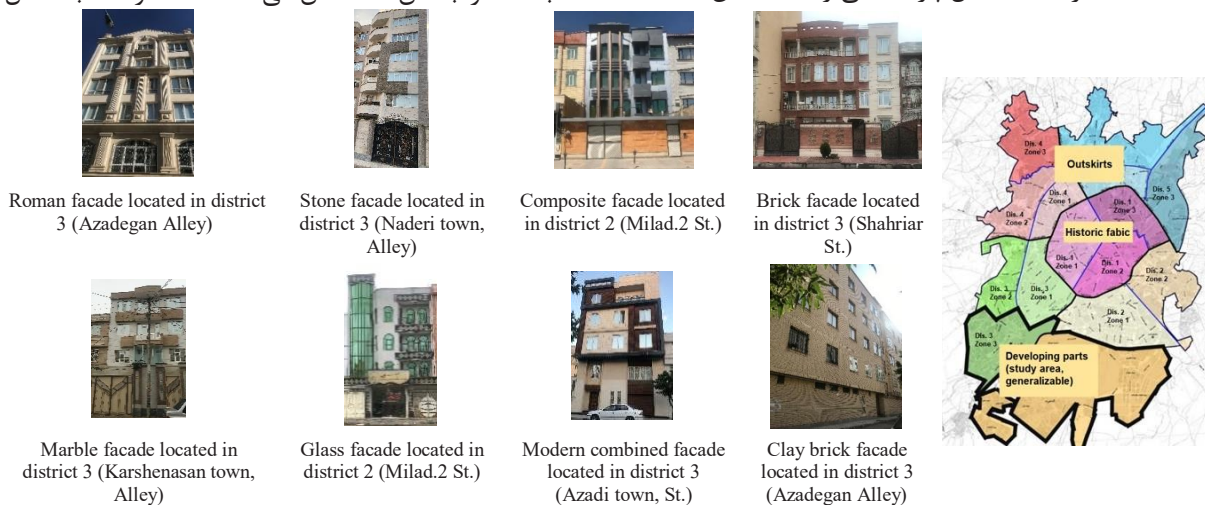 Roman facade located in district
3 (Azadegan Alley)
Stone facade located in
district 3 (Naderi town,
Alley)
Composite facade located
in district 2 (Milad.2 St.)
Brick facade located
in district 3 (Shahriar
St.)
Marble facade located in
district 3 (Karshenasan town,
Alley)
Glass facade located in
district 2 (Milad.2 St.)
Modern combined facade
located in district 3
(Azadi town, St.)
Clay brick facade
located in district 3
(Azadegan Alley)
Dis. 4
Zone 3
Outskirts
Dis. 4
Zone 1
Dis. 5
Zone 3
Dis. 1
Zone 3
Dis. 4
Zone 2
Historic fabic
Dis. 1
Zone 1
Dis. 1
Zone 2
Dis. 2
Zone 2
Dis. 3
Zone 2
Dis. 3
Zone 1
Dis. 2
Zone 1
Dis. 3
Zone 3
Developing parts
(study area,
generalizable)